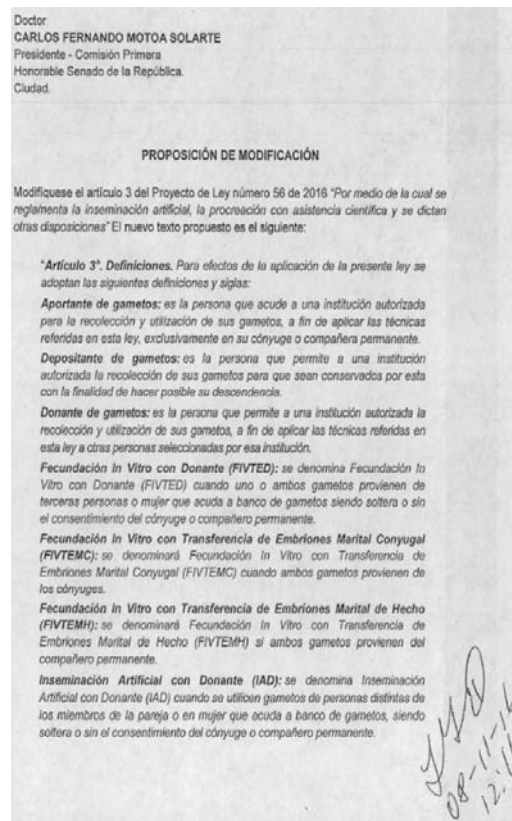 Doctor
CARLOS FERNANDO MOTOA SOLARTE
Presidente - Comisión Primera
Honorable Senado de la República.
Ciudad.
PROPOSICIÓN DE MODIFICACIÓN
Modifíquese el artículo 3 del Proyecto de Ley número 56 de 2016 "Por medio de la cual se
reglamenta la inseminación artificial, la procreación con asistencia científica y se dictan
otras disposiciones" El nuevo texto propuesto es el siguiente:
"Artículo 3°. Definiciones. Para efectos de la aplicación de la presente ley se
adoptan las siguientes definiciones y siglas:
Aportante de gametos: es la persona que acude a una institución autorizada
para la recolección y utilización de sus gametos, a fin de aplicar las técnicas
referidas en esta ley, exclusivamente en su cónyuge o compañera permanente.
Depositante de gametos: es la persona que permite a una institución
autorizada la recolección de sus gametos para que sean conservados por esta
con la finalidad de hacer posible su descendencia.
Donante de gametos: es la persona que permite a una institución autorizada la
recolección y utilización de sus gametos, a fin de aplicar las técnicas referidas en
esta ley a otras personas seleccionadas por esa institución.
Fecundación In Vitro con Donante (FIVTED): se denomina Fecundación In
Vitro con Donante (FIVTED) cuando uno o ambos gametos provienen de
terceras personas o mujer que acuda a banco de gametos siendo soltera o sin
el consentimiento del cónyuge o compañero permanente.
Fecundación In Vitro con Transferencia de Embriones Marital Conyugal
(FIVTEMC): se denominará Fecundación In Vitro con Transferencia de
Embriones Marital Conyugal (FIVTEMC) cuando ambos gametos provienen de
los cónyuges.
Fecundación In Vitro con Transferencia de Embriones Marital de Hecho
(FIVTEMH): se denominará Fecundación In Vitro con Transferencia de
Embriones Marital de Hecho (FIVTEMH) si ambos gametos provienen del
compañero permanente.
Inseminación Artificial con Donante (IAD): se denomina Inseminación
Artificial con Donante (IAD) cuando se utilicen gametos de personas distintas de
los miembros de la pareja o en mujer que acuda a banco de gametos, siendo
soltera o sin el consentimiento del cónyuge o compañero permanente.